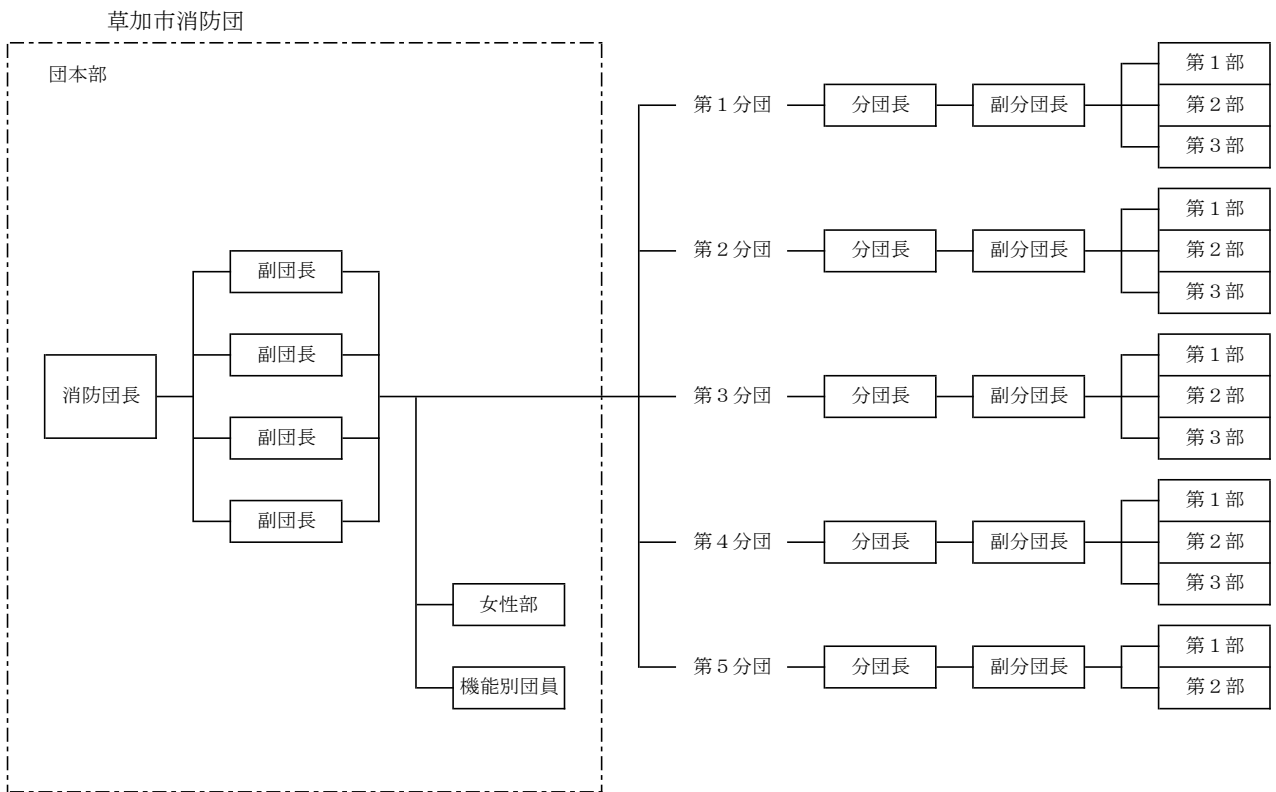 草加市消防団
団本部
消防団長
副団長
副団長
副団長
副団長
女性部
機能別団員
第１分団
分団長
副分団長
第１部
第２部
第３部
第２分団
分団長
副分団長
第１部
第２部
第３部
第３分団
分団長
副分団長
第１部
第２部
第３部
第４分団
分団長
副分団長
第１部
第２部
第３部
第５分団
分団長
副分団長
第１部
第２部